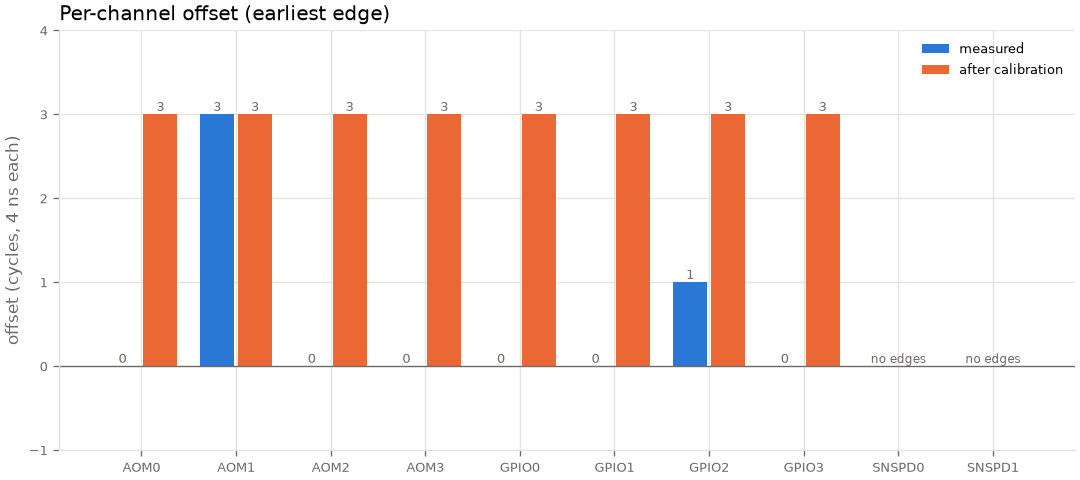 Per-channel offset (earliest edge)
measured
after calibration
offset (cycles, 4 ns each)
4
3
2
1
0
−1
0 3 3 3 0 3 0 3 0 3 0 3 1 3 0 3 no edges no edges
AOM0 AOM1 AOM2 AOM3 GPIO0 GPIO1 GPIO2 GPIO3 SNSPD0 SNSPD1